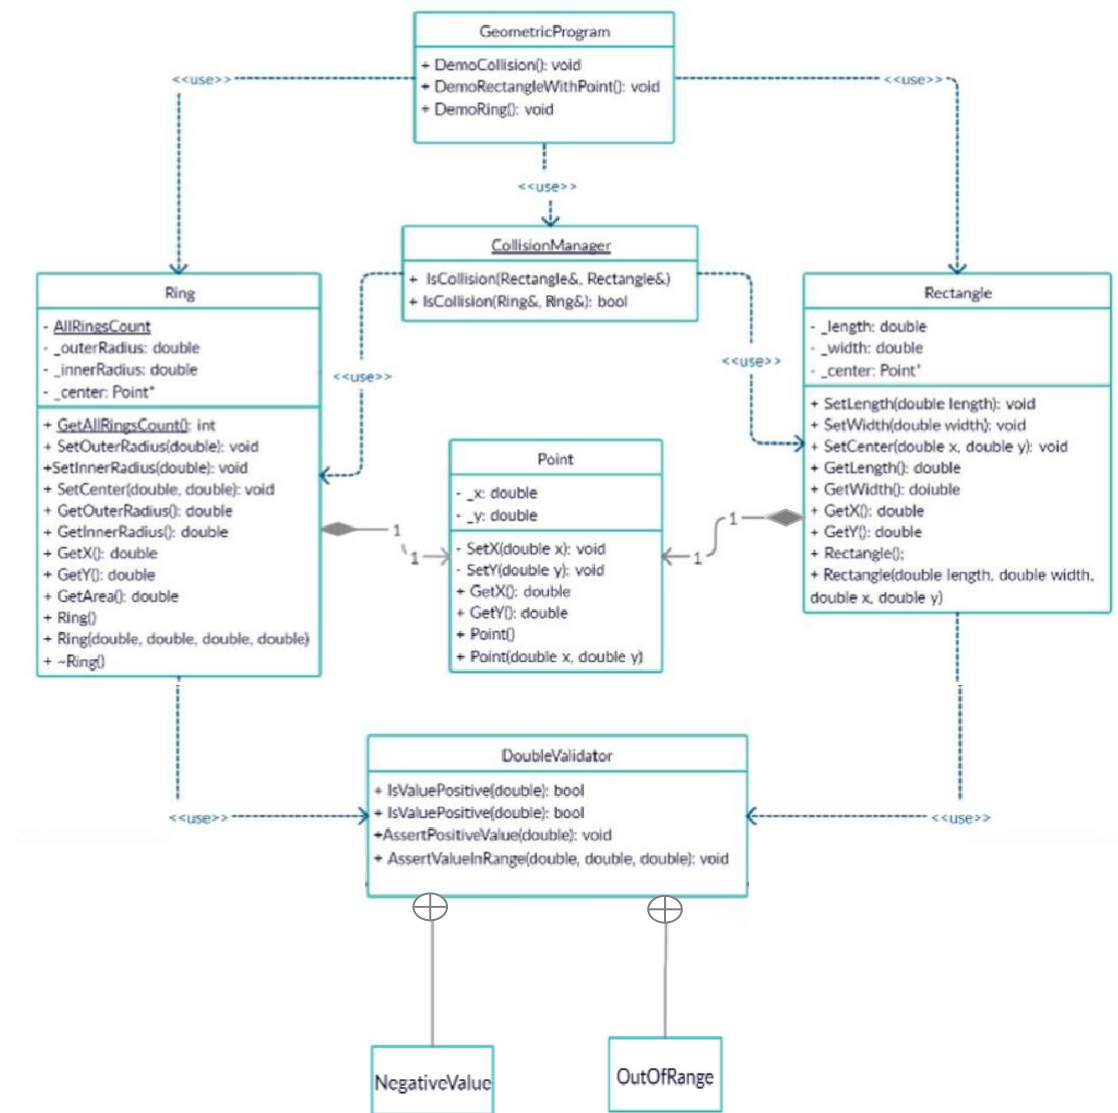 GeometricProgram
+ DemoCollision(): void
+ DemoRectangleWithPoint(): void
+ DemoRing(): void
<<use>>
<<use>>
<<use>>
CollisionManager
+ IsCollision(Rectangle&, Rectangle&)
+ IsCollision(Ring&, Ring&): bool
<<use>>
<<use>>
Ring
- AllRingsCount
- _outerRadius: double
- _innerRadius: double
- _center: Point*
+ GetAllRingsCount(): int
+ SetOuterRadius(double): void
+SetInnerRadius(double): void
+ SetCenter(double, double): void
+ GetOuterRadius(): double
+ GetInnerRadius(): double
+ GetX(): double
+ GetY(): double
+ GetArea(): double
+ Ring()
+ Ring(double, double, double, double)
+ ~Ring()
Rectangle
- _length: double
- _width: double
- _center: Point*
+ SetLength(double length): void
+ SetWidth(double width): void
+ SetCenter(double x, double y): void
+ GetLength(): double
+ GetWidth(): doiuble
+ GetX(): double
+ GetY(): double
+ Rectangle();
+ Rectangle(double length, double width,
double x, double y)
Point
- _x: double
- _y: double
- SetX(double x): void
- SetY(double y): void
+ GetX(): double
+ GetY(): double
+ Point()
+ Point(double x, double y)
1
1
1
1
DoubleValidator
+ IsValuePositive(double): bool
+ IsValuePositive(double): bool
+AssertPositiveValue(double): void
+ AssertValueInRange(double, double, double): void
<<use>>
<<use>>
NegativeValue
OutOfRange